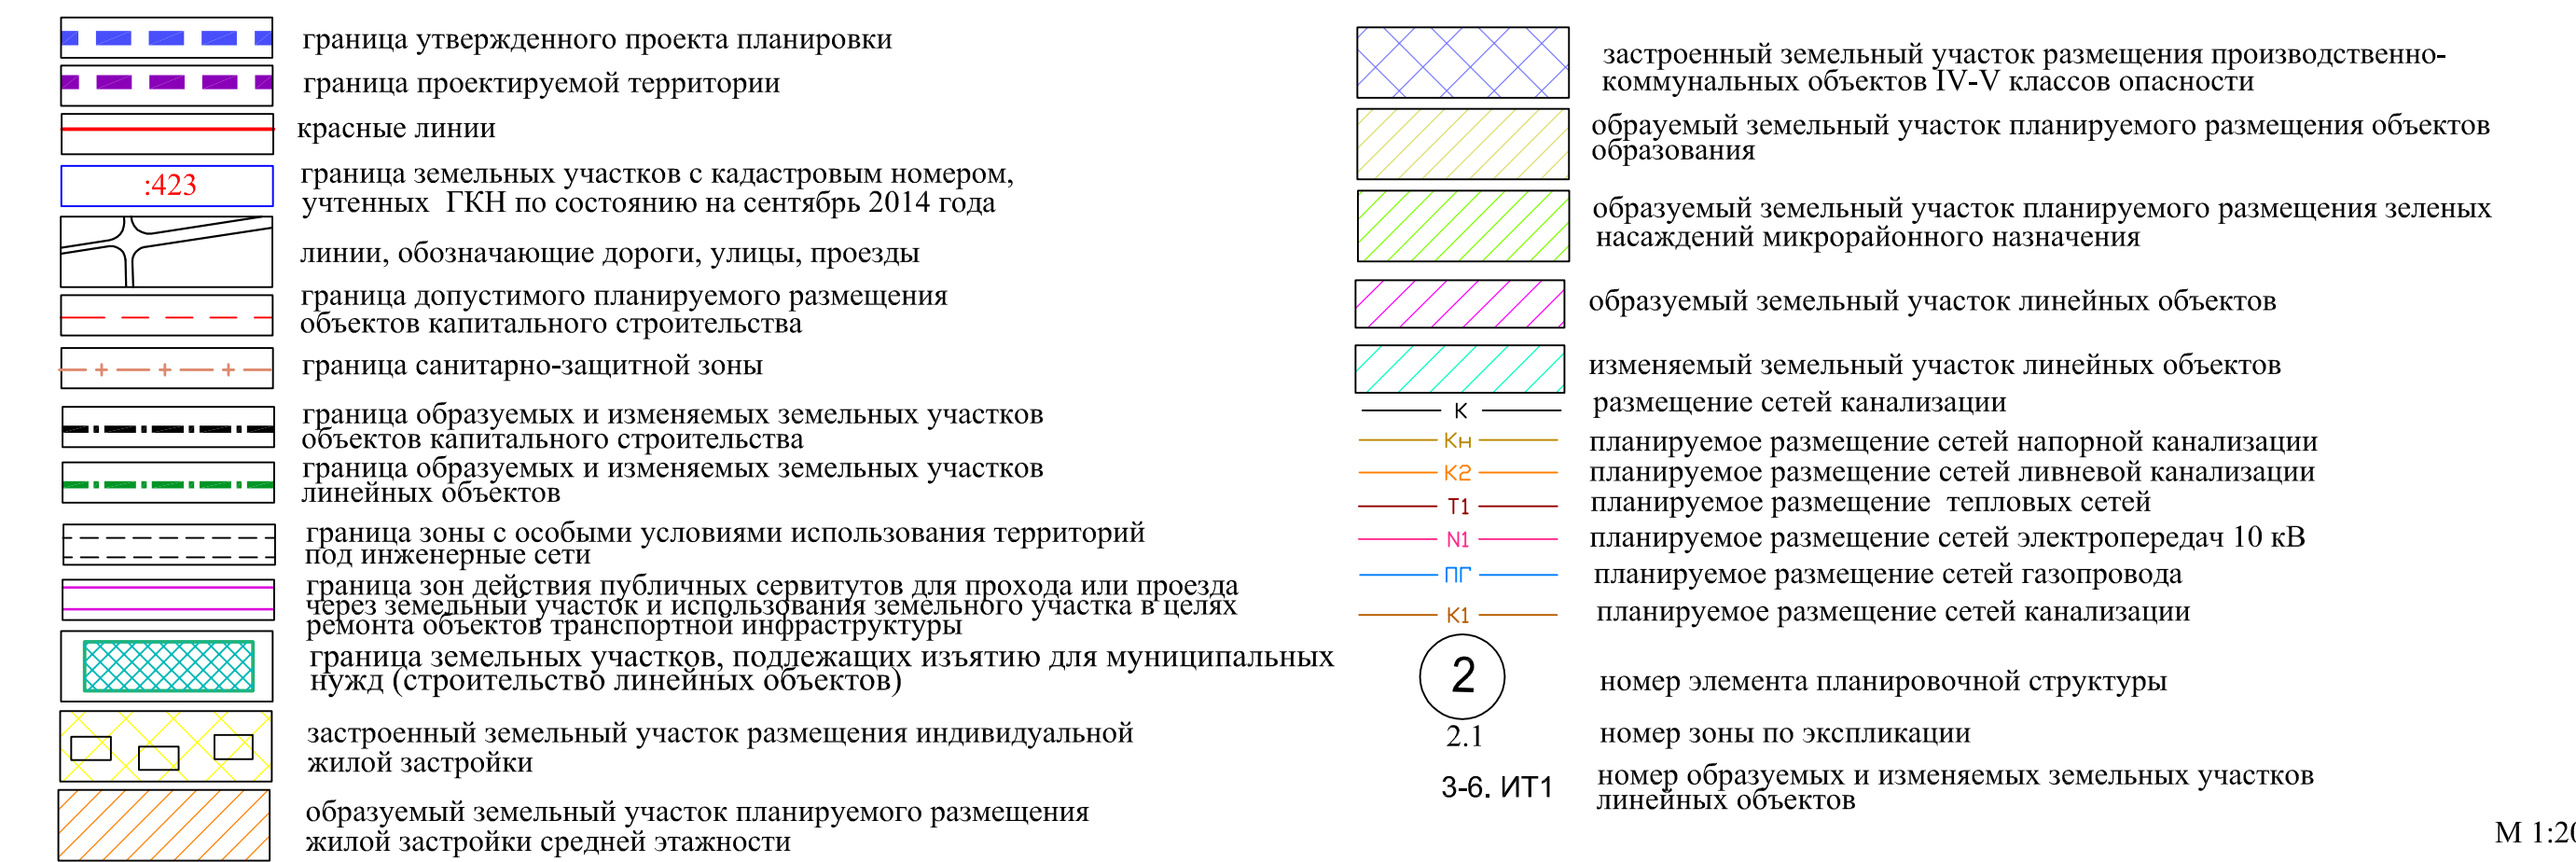 граница утвержденного проекта планировки
граница проектируемой территории
красные линии
:423
граница земельных участков с кадастровым номером,
учтенных ГКН по состоянию на сентябрь 2014 года
линии, обозначающие дороги, улицы, проезды
граница допустимого планируемого размещения
объектов капитального строительства
граница санитарно-защитной зоны
граница образуемых и изменяемых земельных участков
объектов капитального строительства
граница образуемых и изменяемых земельных участков
линейных объектов
граница зоны с особыми условиями использования территорий
под инженерные сети
граница зон действия публичных сервитутов для прохода или проезда
через земельный участок и использования земельного участка в целях
ремонта объектов транспортной инфраструктуры
граница земельных участков, подлежащих изъятию для муниципальных
нужд (строительство линейных объектов)
застроенный земельный участок размещения индивидуальной
жилой застройки
образуемый земельный участок планируемого размещения
жилой застройки средней этажности
застроенный земельный участок размещения производственно-
коммунальных объектов IV-V классов опасности
обрауемый земельный участок планируемого размещения объектов
образования
образуемый земельный участок планируемого размещения зеленых
насаждений микрорайонного назначения
образуемый земельный участок линейных объектов
изменяемый земельный участок линейных объектов
К размещение сетей канализации
Кн планируемое размещение сетей напорной канализации
К2 планируемое размещение сетей ливневой канализации
Т1 планируемое размещение тепловых сетей
N1 планируемое размещение сетей электропередач 10 кВ
ПГ планируемое размещение сетей газопровода
К1 планируемое размещение сетей канализации
2 номер элемента планировочной структуры
2.1 номер зоны по экспликации
3-6. ИТ1 номер образуемых и изменяемых земельных участков
линейных объектов
М 1:20